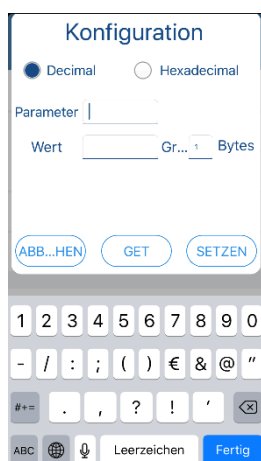 Konfiguration
Decimal Hexadecimal
Parameter
Wert Gr... 1 Bytes
ABB...HEN GET SETZEN
1 2 3 4 5 6 7 8 9 0
- / : ; ( ) € & @ "
#+= . , ? ! '
ABC Leerzeichen Fertig